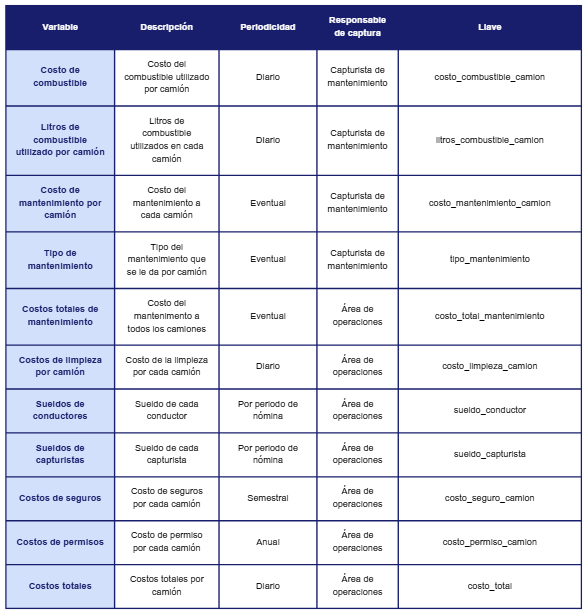 Variable
Descripción
Periodicidad
Responsable
de captura
Llave
Costo de
combustible
Costo del
combustible utilizado
por camión
Diario
Capturista de
mantenimiento
costo_combustible_camion
Litros de
combustible
utilizado por camión
Litros de
combustible
utilizados en cada
camión
Diario
Capturista de
mantenimiento
litros_combustible_camion
Costo de
mantenimiento por
camión
Costo del
mantenimiento a
cada camión
Eventual
Capturista de
mantenimiento
costo_mantenimiento_camion
Tipo de
mantenimiento
Tipo del
mantenimiento que
se le da por camión
Eventual
Capturista de
mantenimiento
tipo_mantenimiento
Costos totales de
mantenimiento
Costo del
mantenimento a
todos los camiones
Eventual
Área de
operaciones
costo_total_mantenimiento
Costos de limpieza
por camión
Costo de la limpieza
por cada camión
Diario
Área de
operaciones
costo_limpieza_camion
Sueldos de
conductores
Sueldo de cada
conductor
Por periodo de
nómina
Área de
operaciones
sueldo_conductor
Sueldos de
capturistas
Sueldo de cada
capturista
Por periodo de
nómina
Área de
operaciones
sueldo_capturista
Costos de seguros
Costo de seguros
por cada camión
Semestral
Área de
operaciones
costo_seguro_camion
Costos de permisos
Costo de permiso
por cada camión
Anual
Área de
operaciones
costo_permiso_camion
Costos totales
Costos totales por
camión
Diario
Área de
operaciones
costo_total